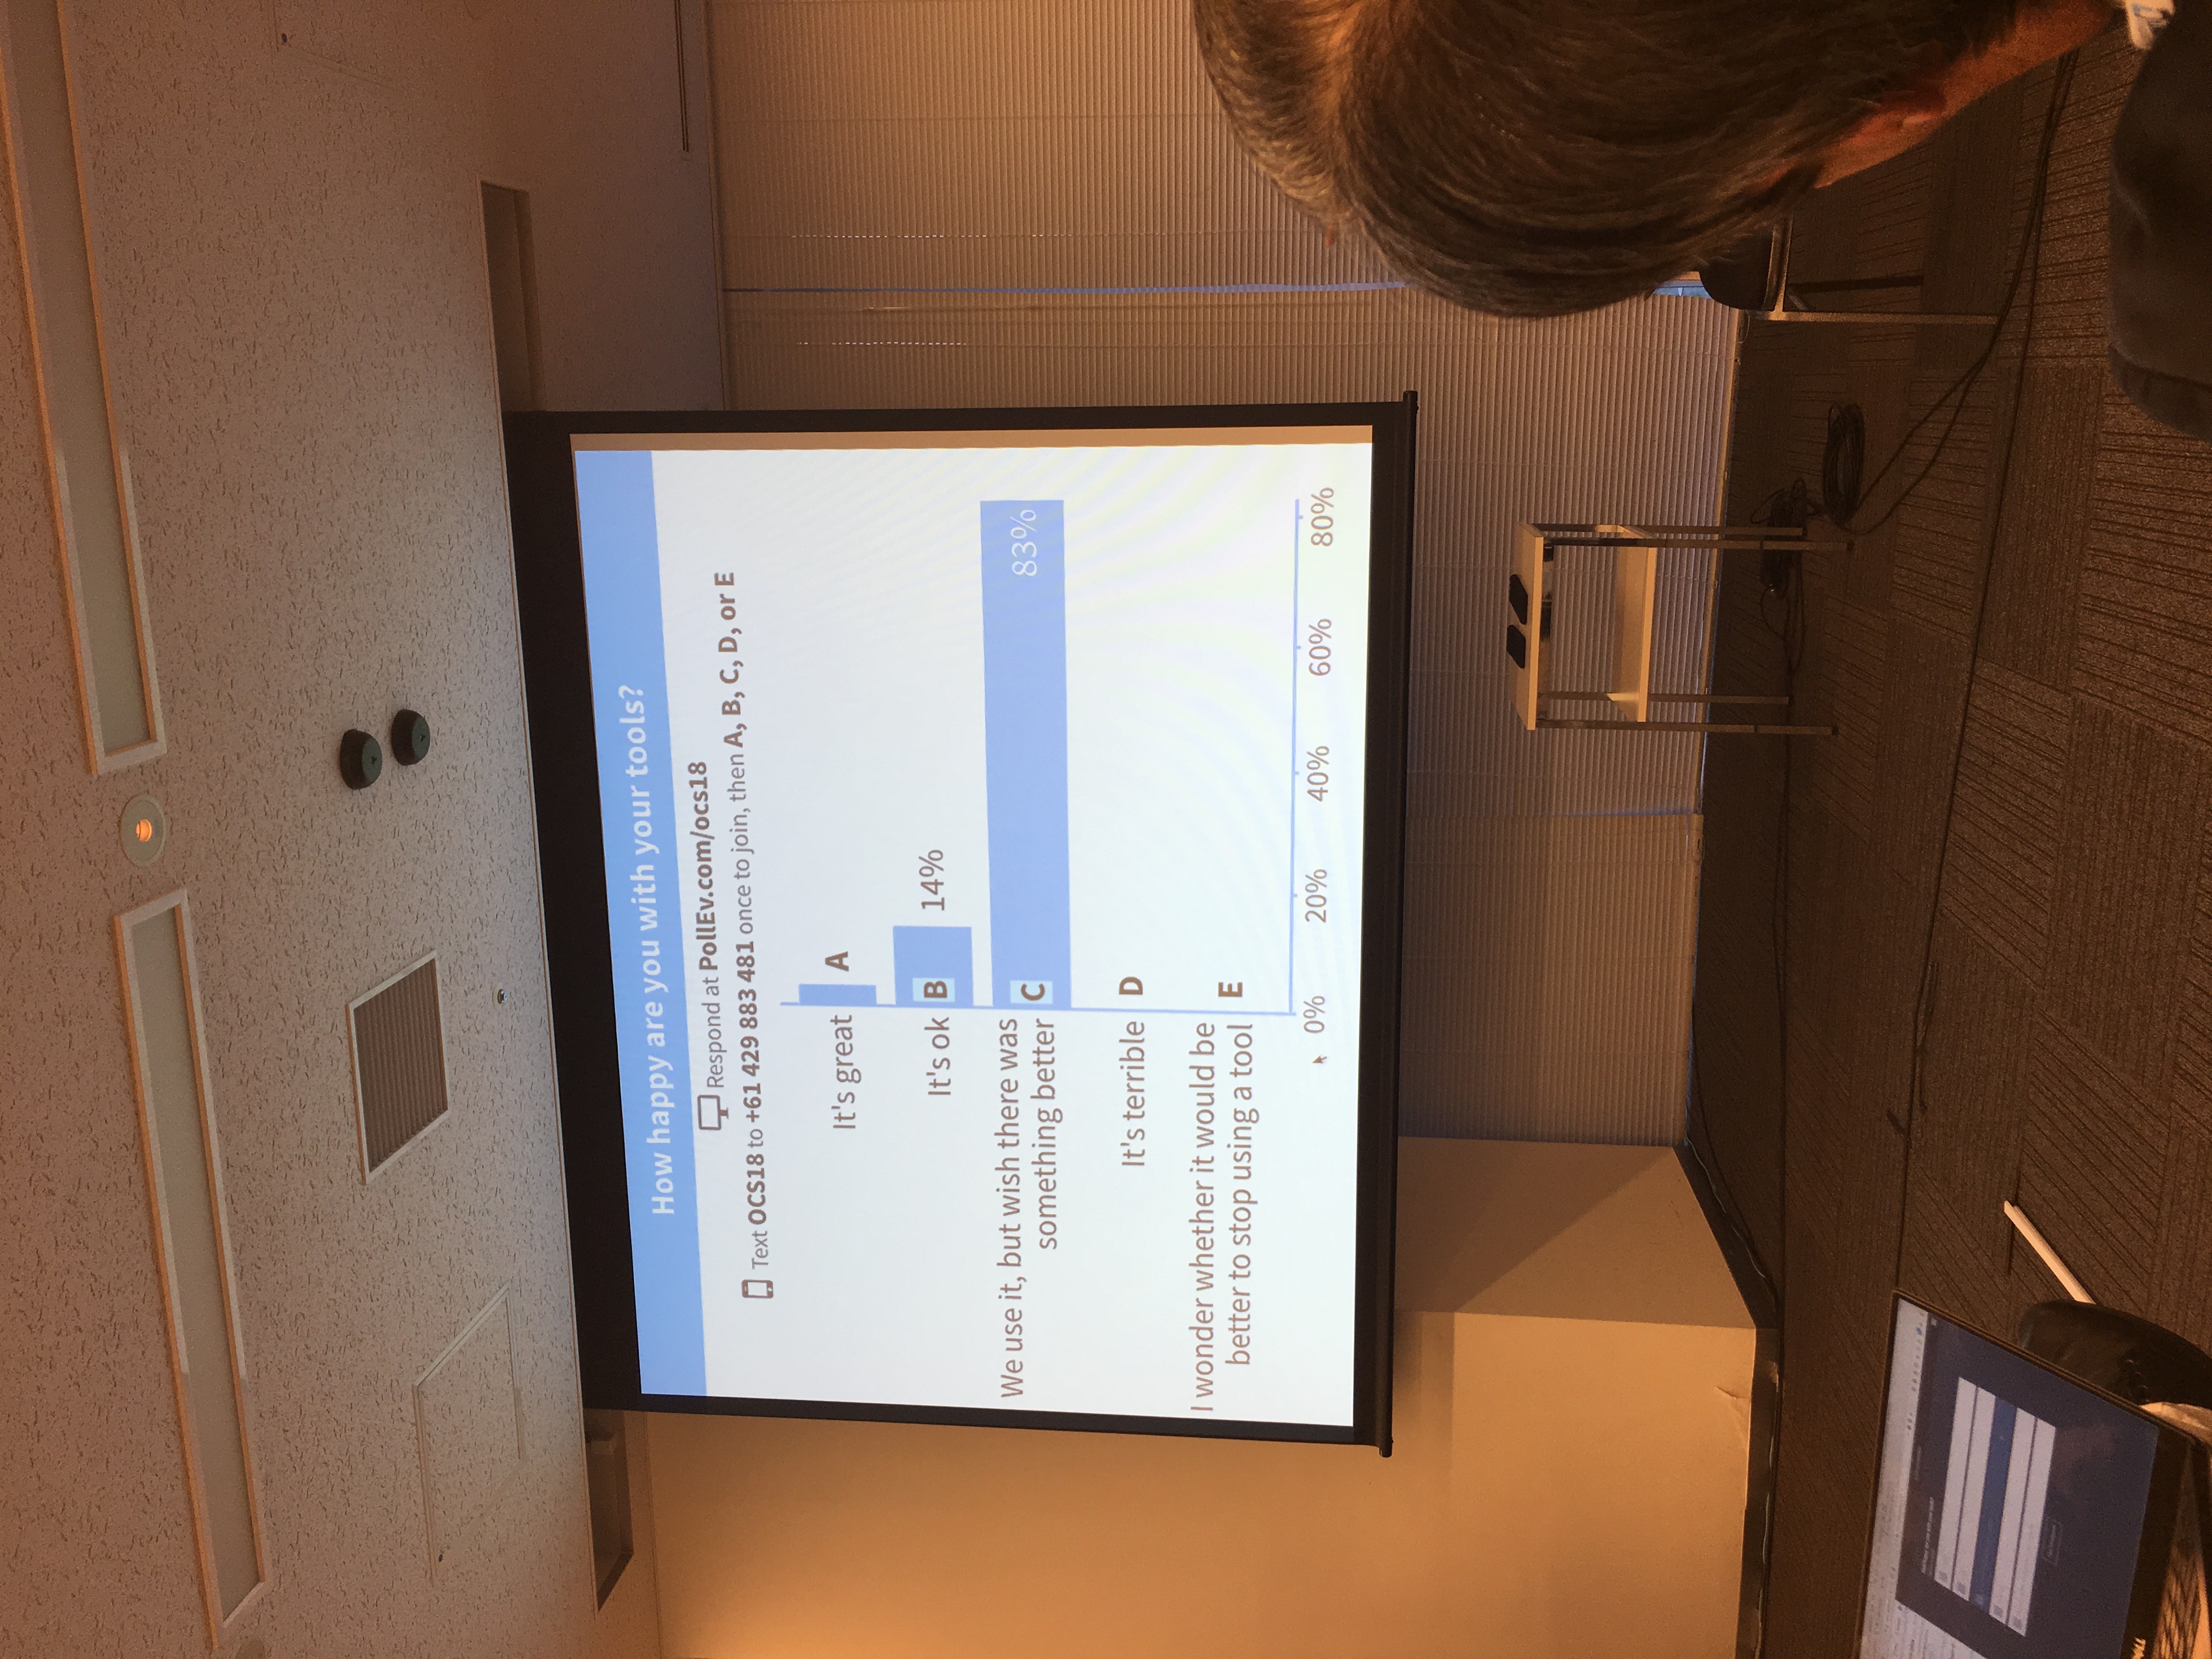 How happy are you with your tools?
Respond at PollEv.com/ocs18
Text OCS18 to +61 429 883 481 once to join, then A, B, C, D, or E
It's great A
It's ok B 14%
We use it, but wish there was
something better C 83%
It's terrible D
I wonder whether it would be
better to stop using a tool E
0% 20% 40% 60% 80%